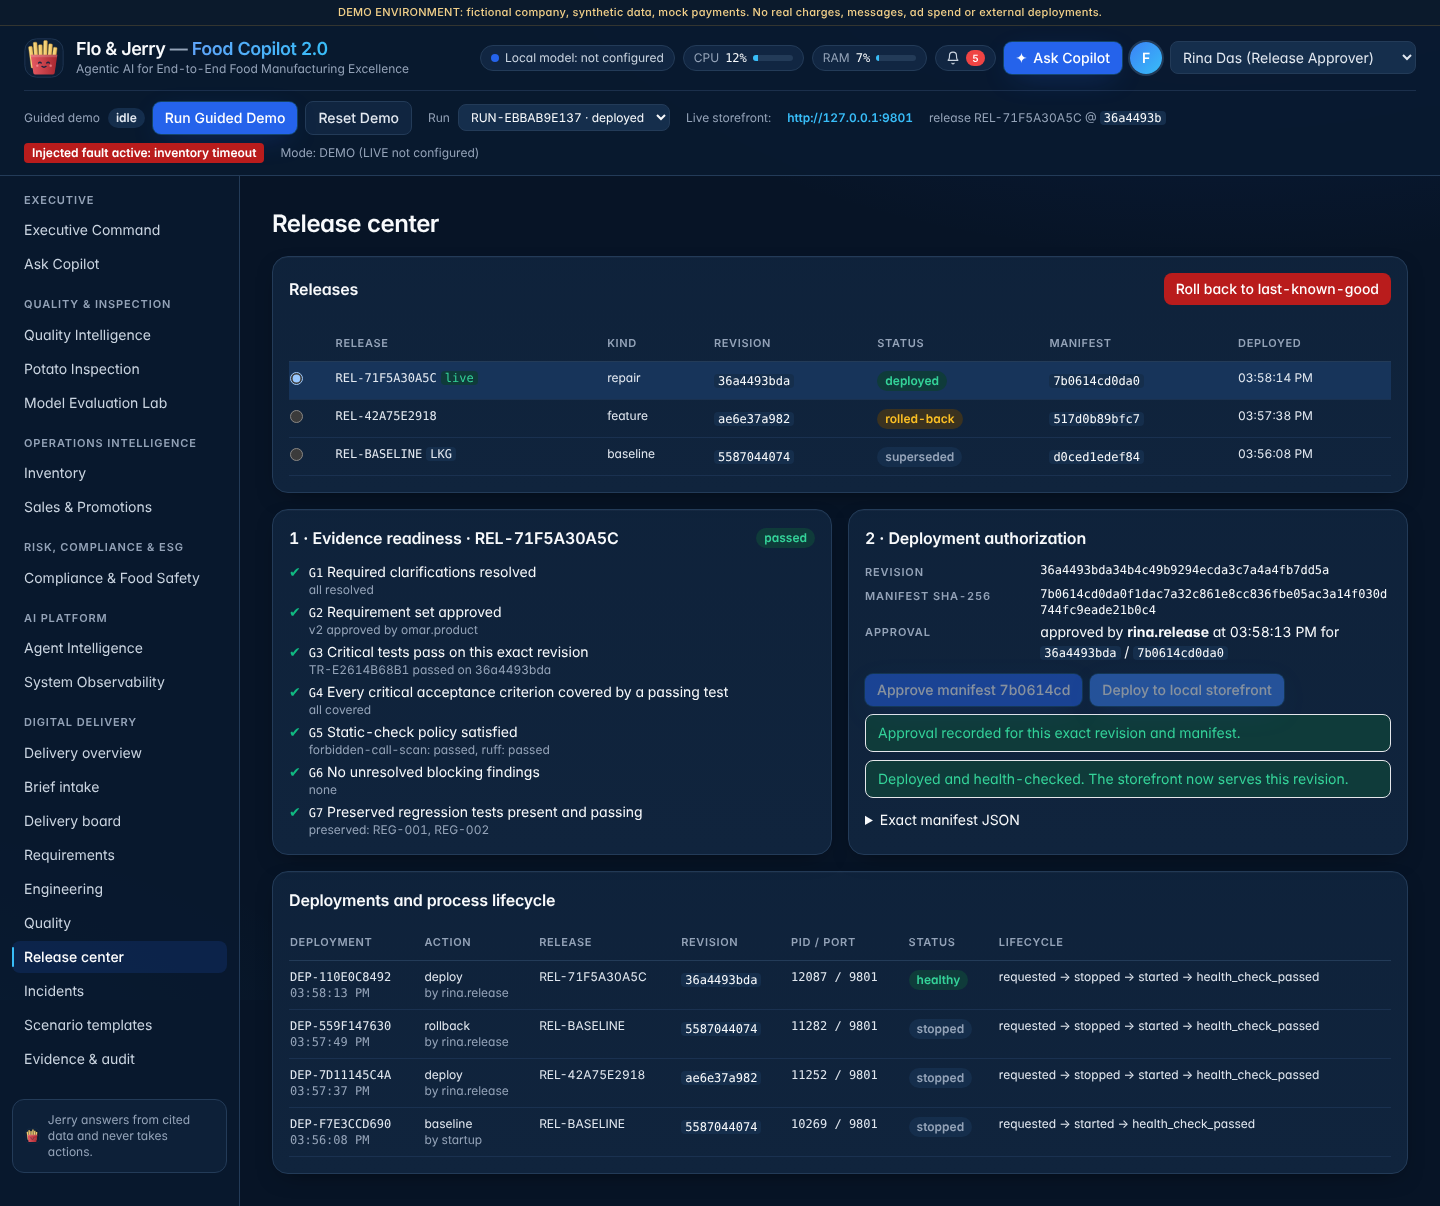 DEMO ENVIRONMENT: fictional company, synthetic data, mock payments. No real charges, messages, ad spend or external deployments.
Flo & Jerry — Food Copilot 2.0
Agentic AI for End-to-End Food Manufacturing Excellence
Local model: not configured
CPU 12%
RAM 7%
5
✦ Ask Copilot
F
Rina Das (Release Approver)
Guided demo idle
Run Guided Demo
Reset Demo
Run
RUN-EBBAB9E137 · deployed
Live storefront: http://127.0.0.1:9801 release REL-71F5A30A5C @ 36a4493b
Injected fault active: inventory timeout
Mode: DEMO (LIVE not configured)
EXECUTIVE
Executive Command
Ask Copilot
QUALITY & INSPECTION
Quality Intelligence
Potato Inspection
Model Evaluation Lab
OPERATIONS INTELLIGENCE
Inventory
Sales & Promotions
RISK, COMPLIANCE & ESG
Compliance & Food Safety
AI PLATFORM
Agent Intelligence
System Observability
DIGITAL DELIVERY
Delivery overview
Brief intake
Delivery board
Requirements
Engineering
Quality
Release center
Incidents
Scenario templates
Evidence & audit
Jerry answers from cited
data and never takes
actions.
Release center
Releases
Roll back to last-known-good
RELEASE KIND REVISION STATUS MANIFEST DEPLOYED
REL-71F5A30A5C live repair 36a4493bda deployed 7b0614cd0da0 03:58:14 PM
REL-42A75E2918 feature ae6e37a982 rolled-back 517d0b89bfc7 03:57:38 PM
REL-BASELINE LKG baseline 5587044074 superseded d0ced1edef84 03:56:08 PM
1 · Evidence readiness · REL-71F5A30A5C passed
✔ G1 Required clarifications resolved
all resolved
✔ G2 Requirement set approved
v2 approved by omar.product
✔ G3 Critical tests pass on this exact revision
TR-E2614B68B1 passed on 36a4493bda
✔ G4 Every critical acceptance criterion covered by a passing test
all covered
✔ G5 Static-check policy satisfied
forbidden-call-scan: passed, ruff: passed
✔ G6 No unresolved blocking findings
none
✔ G7 Preserved regression tests present and passing
preserved: REG-001, REG-002
2 · Deployment authorization
REVISION 36a4493bda34b4c49b9294ecda3c7a4a4fb7dd5a
MANIFEST SHA-256 7b0614cd0da0f1dac7a32c861e8cc836fbe05ac3a14f030d
744fc9eade21b0c4
APPROVAL approved by rina.release at 03:58:13 PM for
36a4493bda / 7b0614cd0da0
Approve manifest 7b0614cd
Deploy to local storefront
Approval recorded for this exact revision and manifest.
Deployed and health-checked. The storefront now serves this revision.
▶ Exact manifest JSON
Deployments and process lifecycle
DEPLOYMENT ACTION RELEASE REVISION PID / PORT STATUS LIFECYCLE
DEP-110E0C8492 deploy REL-71F5A30A5C 36a4493bda 12087 / 9801 healthy requested → stopped → started → health_check_passed
03:58:13 PM by rina.release
DEP-559F147630 rollback REL-BASELINE 5587044074 11282 / 9801 stopped requested → stopped → started → health_check_passed
03:57:49 PM by rina.release
DEP-7D11145C4A deploy REL-42A75E2918 ae6e37a982 11252 / 9801 stopped requested → stopped → started → health_check_passed
03:57:37 PM by rina.release
DEP-F7E3CCD690 baseline REL-BASELINE 5587044074 10269 / 9801 stopped requested → started → health_check_passed
03:56:08 PM by startup